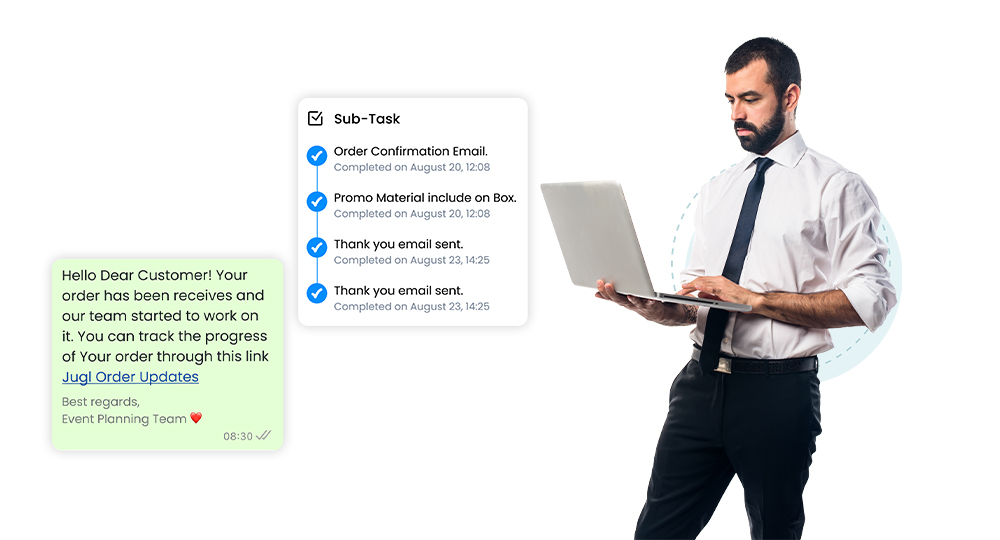 Sub-Task
Order Confirmation Email.
Completed on August 20, 12:08
Promo Material include on Box.
Completed on August 20, 12:08
Thank you email sent.
Completed on August 23, 14:25
Thank you email sent.
Completed on August 23, 14:25
Hello Dear Customer! Your
order has been receives and
our team started to work on
it. You can track the progress
of Your order through this link
Jugl Order Updates
Best regards,
Event Planning Team ❤️
08:30